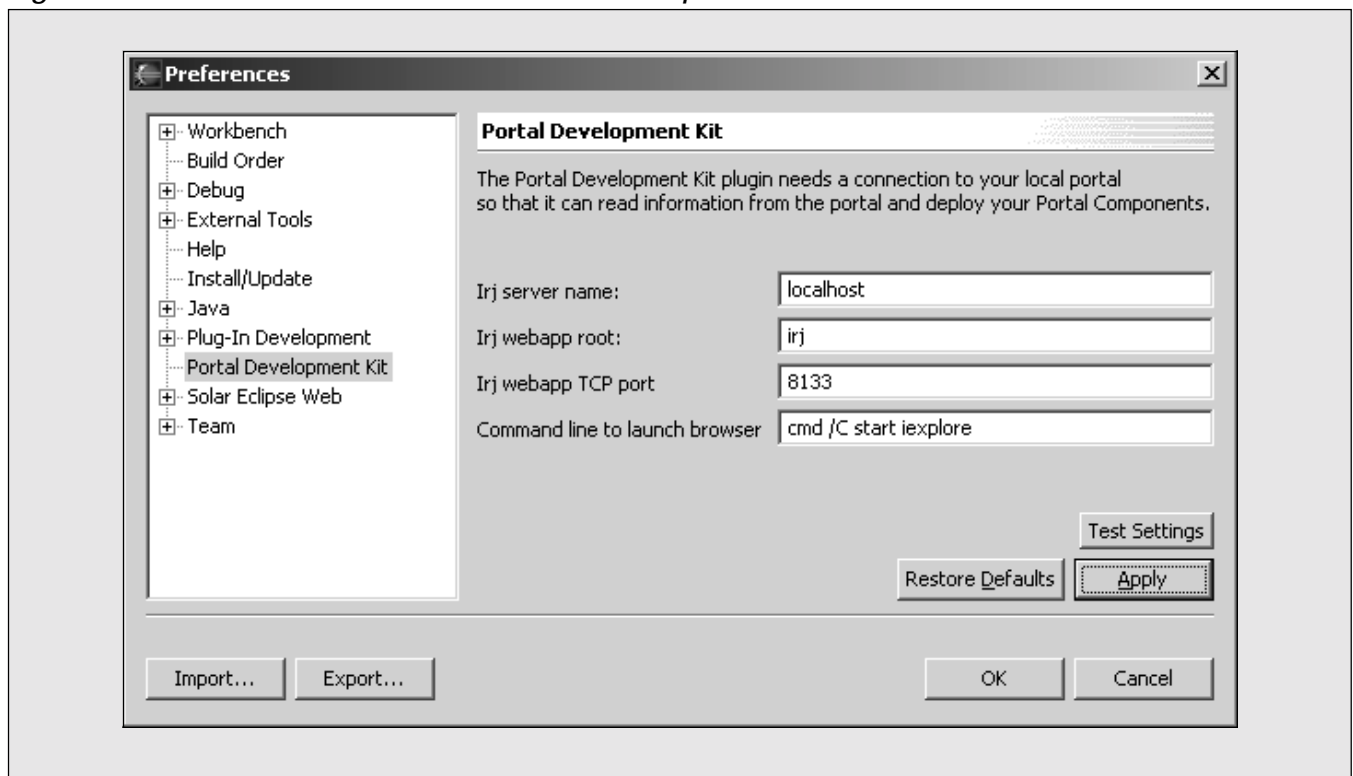 Preferences
Workbench
Build Order
Debug
External Tools
Help
Install/Update
Java
Plug-In Development
Portal Development Kit
Solar Eclipse Web
Team
Portal Development Kit
The Portal Development Kit plugin needs a connection to your local portal
so that it can read information from the portal and deploy your Portal Components.
Irj server name: localhost
Irj webapp root: irj
Irj webapp TCP port 8133
Command line to launch browser cmd /C start iexplore
Test Settings
Restore Defaults Apply
Import... Export... OK Cancel